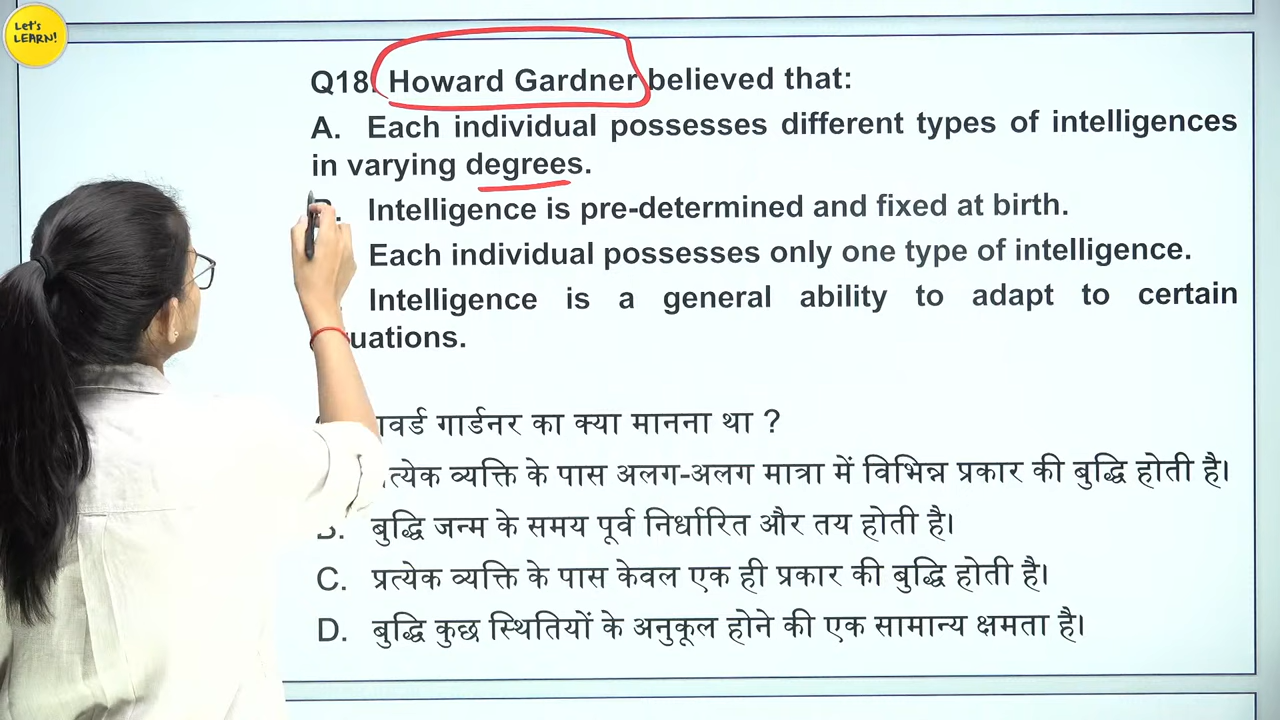 Let's
LEARN!
Q18. Howard Gardner believed that:
A. Each individual possesses different types of intelligences
in varying degrees.
Intelligence is pre-determined and fixed at birth.
Each individual possesses only one type of intelligence.
Intelligence is a general ability to adapt to certain
uations.
गार्डनर का क्या मानना था ?
व्यक्ति के पास अलग-अलग मात्रा में विभिन्न प्रकार की बुद्धि होती है।
B. बुद्धि जन्म के समय पूर्व निर्धारित और तय होती है।
C. प्रत्येक व्यक्ति के पास केवल एक ही प्रकार की बुद्धि होती है।
D. बुद्धि कुछ स्थितियों के अनुकूल होने की एक सामान्य क्षमता है।